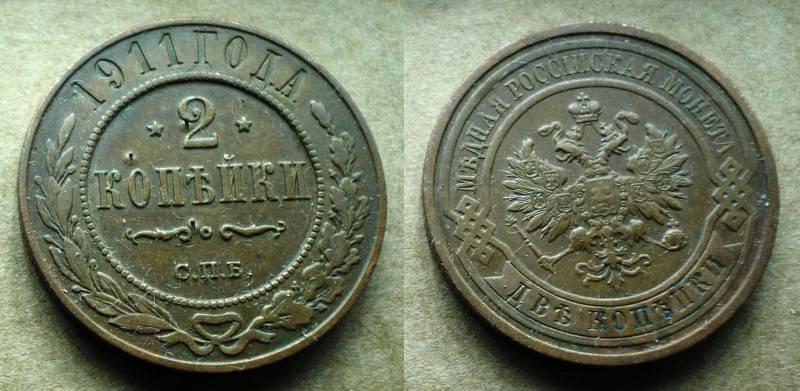 1911 ГОДА
2
КОПѢЙКИ
С.П.Б.
МѢДНАЯ РОССІЙСКАЯ МОНЕТА
ДВѢ КОПѢЙКИ